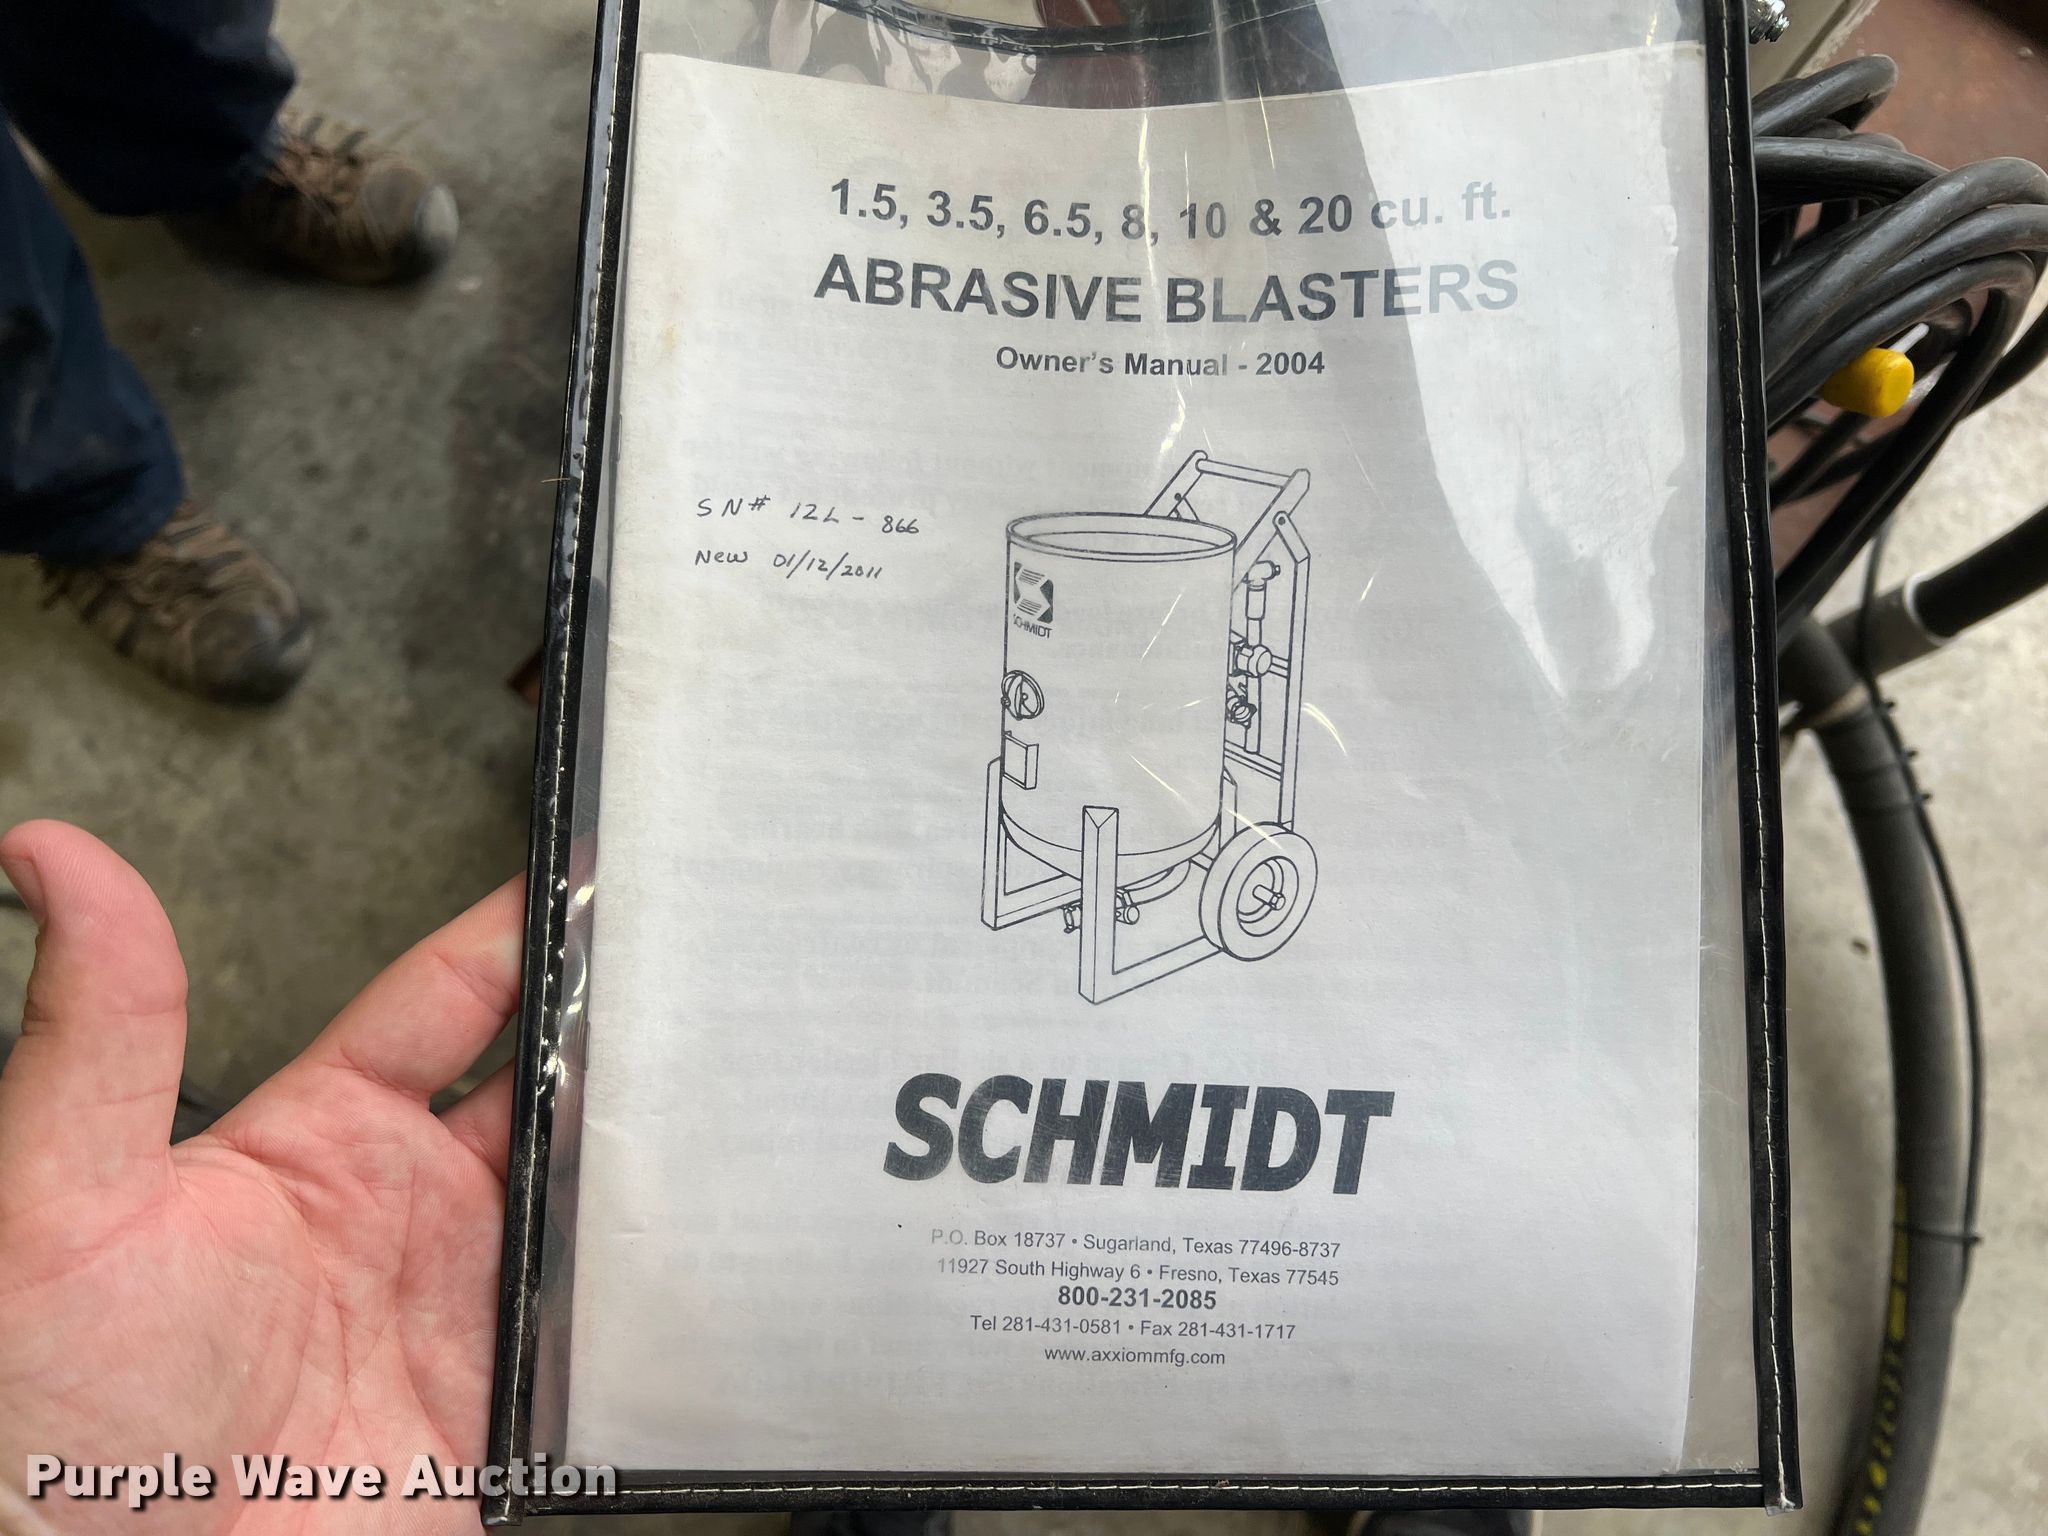 1.5, 3.5, 6.5, 8, 10 & 20 cu. ft.
ABRASIVE BLASTERS
Owner's Manual - 2004
SN# 12L - 866
New 01/12/2011
SCHMIDT
SCHMIDT
P.O. Box 18737 • Sugarland, Texas 77496-8737
11927 South Highway 6 • Fresno, Texas 77545
800-231-2085
Tel 281-431-0581 • Fax 281-431-1717
www.axxiommfg.com
Purple Wave Auction